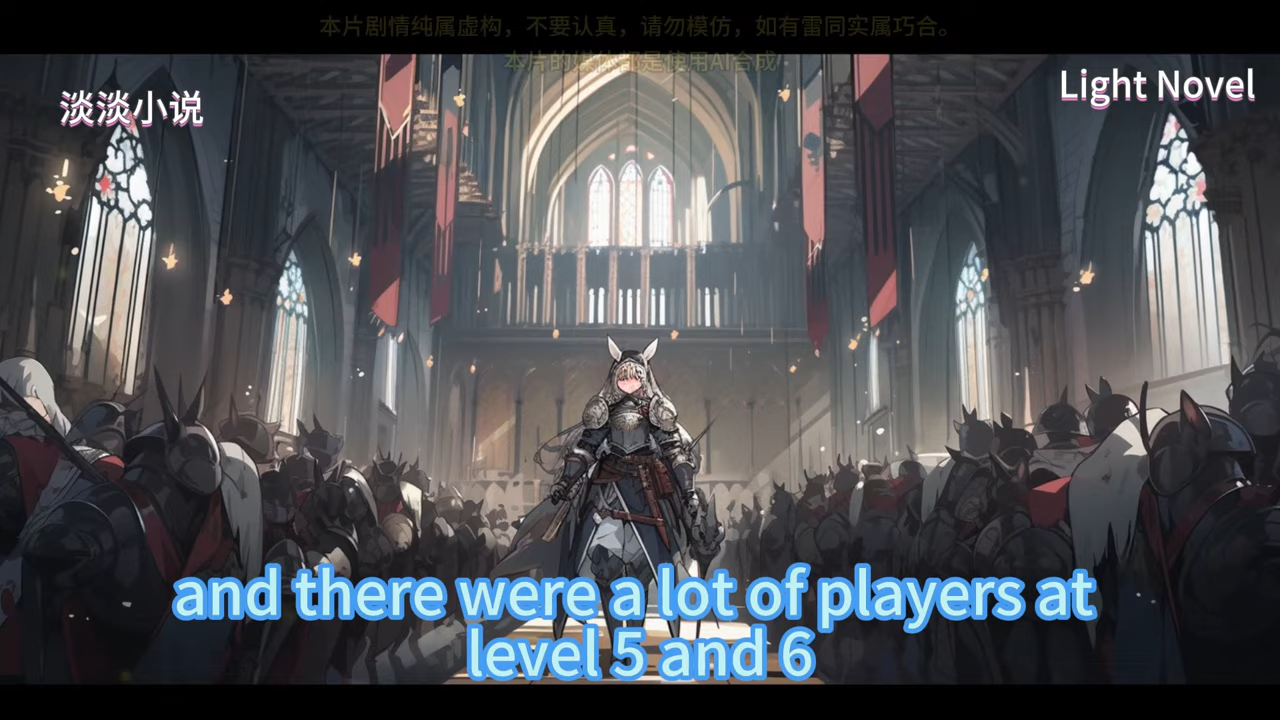 本片剧情纯属虚构，不要认真，请勿模仿，如有雷同实属巧合。
本片的媒体都是使用AI合成
淡淡小说
Light Novel
and there were a lot of players at
level 5 and 6